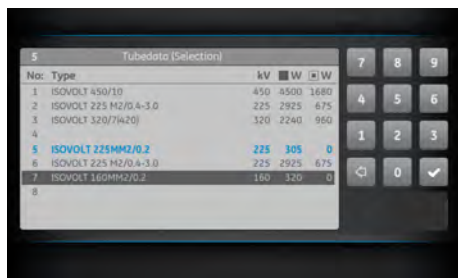 5 Tubedata (Selection)
No: Type kV W W
1 ISOVOLT 450/10 450 4500 1680
2 ISOVOLT 225 M2/0.4-3.0 225 2925 675
3 ISOVOLT 320/7(420) 320 2240 960
4
5 ISOVOLT 225MM2/0.2 225 305 0
6 ISOVOLT 225 M2/0.4-3.0 225 2925 675
7 ISOVOLT 160MM2/0.2 160 320 0
8
7 8 9
4 5 6
1 2 3
0